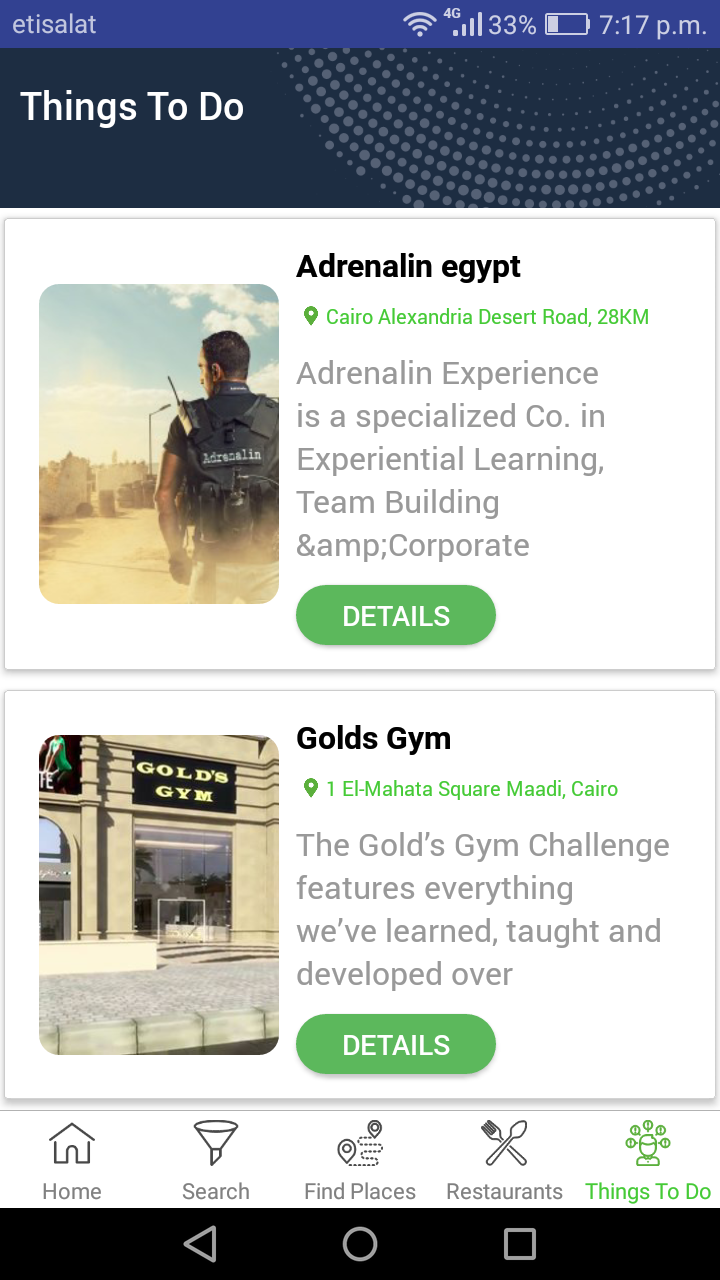 etisalat
4G 33% 7:17 p.m.
Things To Do
Adrenalin egypt
Cairo Alexandria Desert Road, 28KM
Adrenalin Experience
is a specialized Co. in
Experiential Learning,
Team Building
&amp;Corporate
Adrenalin
DETAILS
Golds Gym
1 El-Mahata Square Maadi, Cairo
The Gold’s Gym Challenge
features everything
we’ve learned, taught and
developed over
GOLD'S
GYM
DETAILS
Home
Search
Find Places
Restaurants
Things To Do